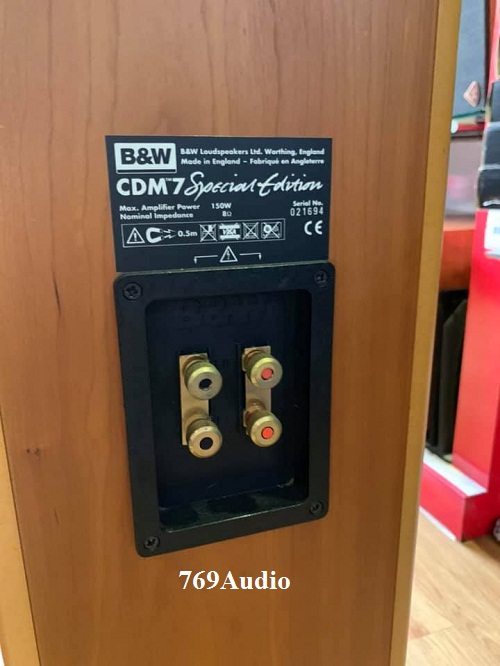 B&W
B&W Loudspeakers Ltd. Worthing, England
Made in England - Fabriqué en Angleterre
CDM™7 Special Edition
Max. Amplifier Power 150W
Nominal Impedance 8Ω
Serial No.
021694
0.5m
CE
B&W
769Audio